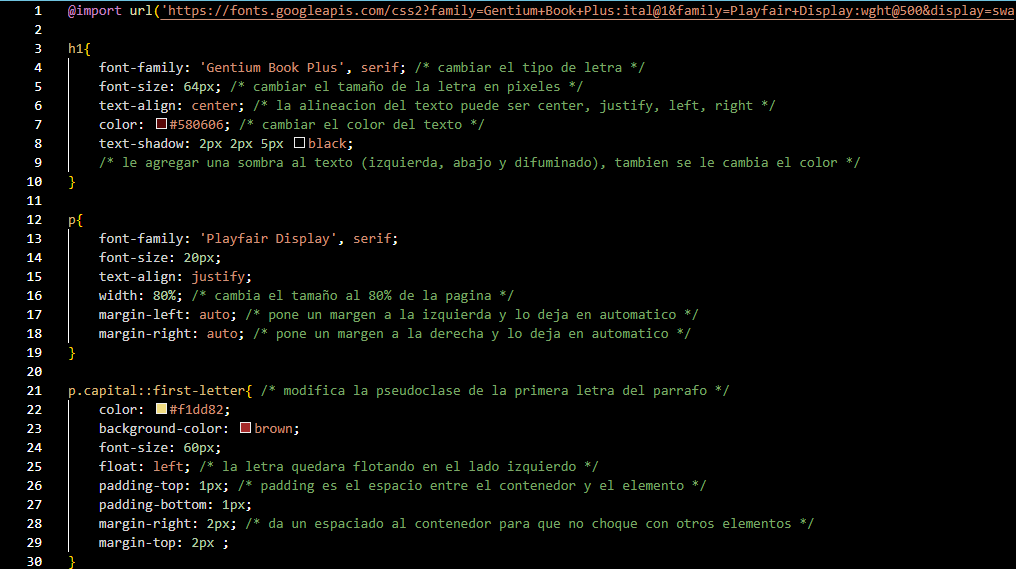 1 @import url('https://fonts.googleapis.com/css2?family=Gentium+Book+Plus:ital@1&family=Playfair+Display:wght@500&display=swa
2
3 h1{
4 font-family: 'Gentium Book Plus', serif; /* cambiar el tipo de letra */
5 font-size: 64px; /* cambiar el tamaño de la letra en pixeles */
6 text-align: center; /* la alineacion del texto puede ser center, justify, left, right */
7 color: #580606; /* cambiar el color del texto */
8 text-shadow: 2px 2px 5px black;
9 /* le agregar una sombra al texto (izquierda, abajo y difuminado), tambien se le cambia el color */
10 }
11
12 p{
13 font-family: 'Playfair Display', serif;
14 font-size: 20px;
15 text-align: justify;
16 width: 80%; /* cambia el tamaño al 80% de la pagina */
17 margin-left: auto; /* pone un margen a la izquierda y lo deja en automatico */
18 margin-right: auto; /* pone un margen a la derecha y lo deja en automatico */
19 }
20
21 p.capital::first-letter{ /* modifica la pseudoclase de la primera letra del parrafo */
22 color: #f1dd82;
23 background-color: brown;
24 font-size: 60px;
25 float: left; /* la letra quedara flotando en el lado izquierdo */
26 padding-top: 1px; /* padding es el espacio entre el contenedor y el elemento */
27 padding-bottom: 1px;
28 margin-right: 2px; /* da un espaciado al contenedor para que no choque con otros elementos */
29 margin-top: 2px ;
30 }